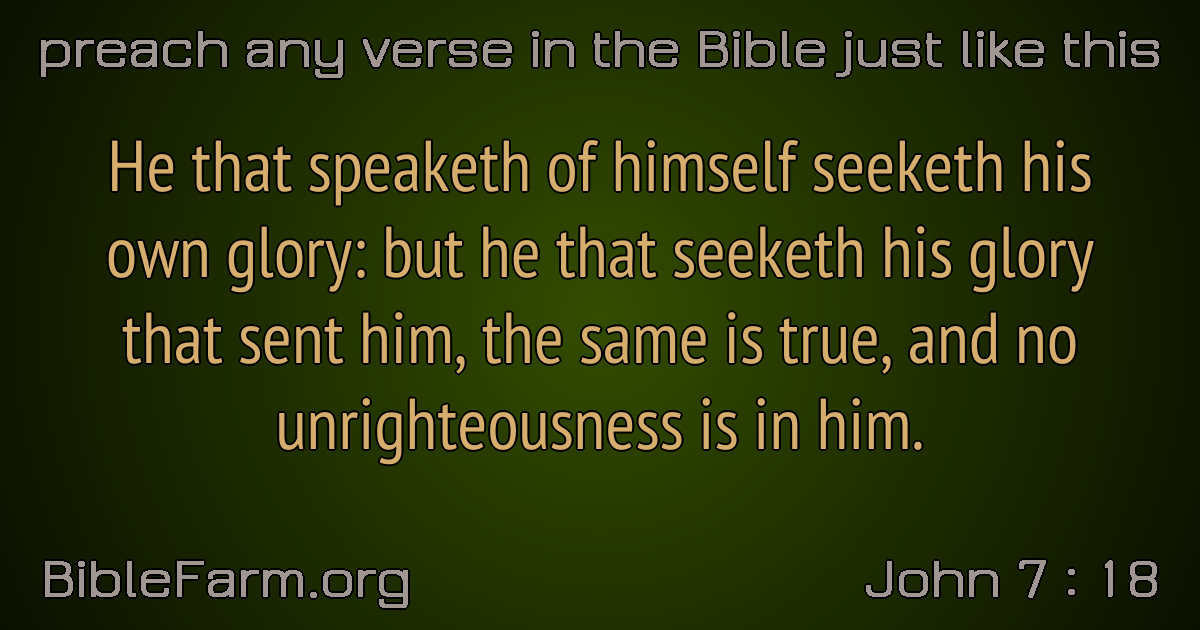 preach any verse in the Bible just like this
He that speaketh of himself seeketh his
own glory: but he that seeketh his glory
that sent him, the same is true, and no
unrighteousness is in him.
BibleFarm.org
John 7 : 18